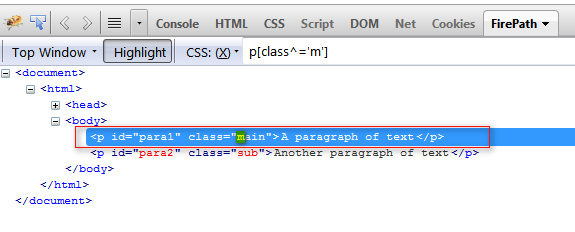 Console HTML CSS Script DOM Net Cookies FirePath
Top Window Highlight CSS: (X) p[class^='m']
<document>
<html>
<head>
<body>
<p id="para1" class="main">A paragraph of text</p>
<p id="para2" class="sub">Another paragraph of text</p>
</body>
</html>
</document>